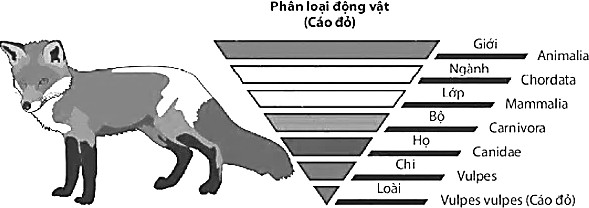 Phân loại động vật
(Cáo đỏ)
Giới
Animalia
Ngành
Chordata
Lớp
Mammalia
Bộ
Carnivora
Họ
Canidae
Chi
Vulpes
Loài
Vulpes vulpes (Cáo đỏ)